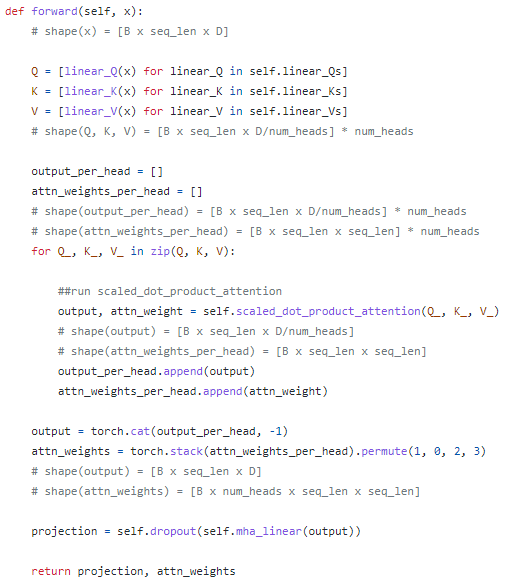 def forward(self, x):
    # shape(x) = [B x seq_len x D]

    Q = [linear_Q(x) for linear_Q in self.linear_Qs]
    K = [linear_K(x) for linear_K in self.linear_Ks]
    V = [linear_V(x) for linear_V in self.linear_Vs]
    # shape(Q, K, V) = [B x seq_len x D/num_heads] * num_heads

    output_per_head = []
    attn_weights_per_head = []
    # shape(output_per_head) = [B x seq_len x D/num_heads] * num_heads
    # shape(attn_weights_per_head) = [B x seq_len x seq_len] * num_heads
    for Q_, K_, V_ in zip(Q, K, V):

        ##run scaled_dot_product_attention
        output, attn_weight = self.scaled_dot_product_attention(Q_, K_, V_)
        # shape(output) = [B x seq_len x D/num_heads]
        # shape(attn_weights_per_head) = [B x seq_len x seq_len]
        output_per_head.append(output)
        attn_weights_per_head.append(attn_weight)

    output = torch.cat(output_per_head, -1)
    attn_weights = torch.stack(attn_weights_per_head).permute(1, 0, 2, 3)
    # shape(output) = [B x seq_len x D]
    # shape(attn_weights) = [B x num_heads x seq_len x seq_len]

    projection = self.dropout(self.mha_linear(output))

    return projection, attn_weights